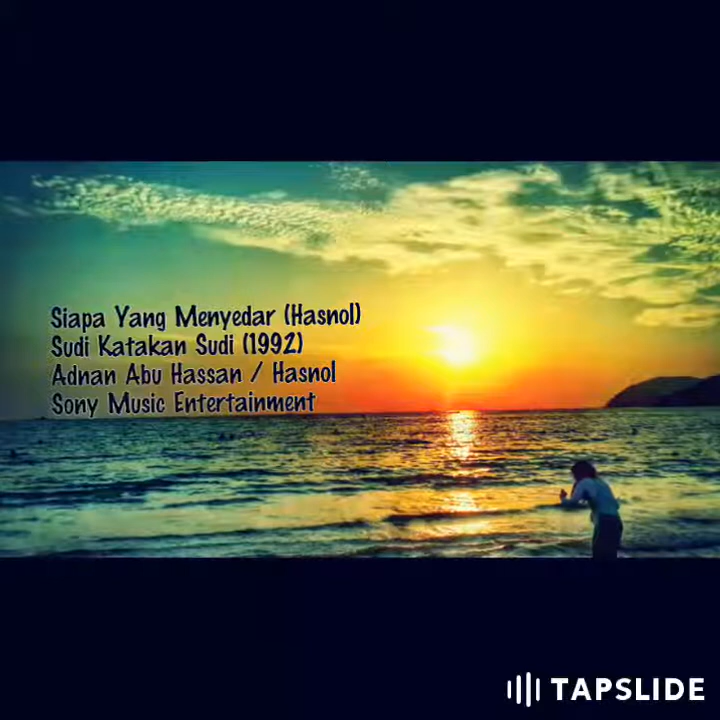 Siapa Yang Menyedar (Hasnol)
Sudi Katakan Sudi (1992)
Adnan Abu Hassan / Hasnol
Sony Music Entertainment
TAPSLIDE